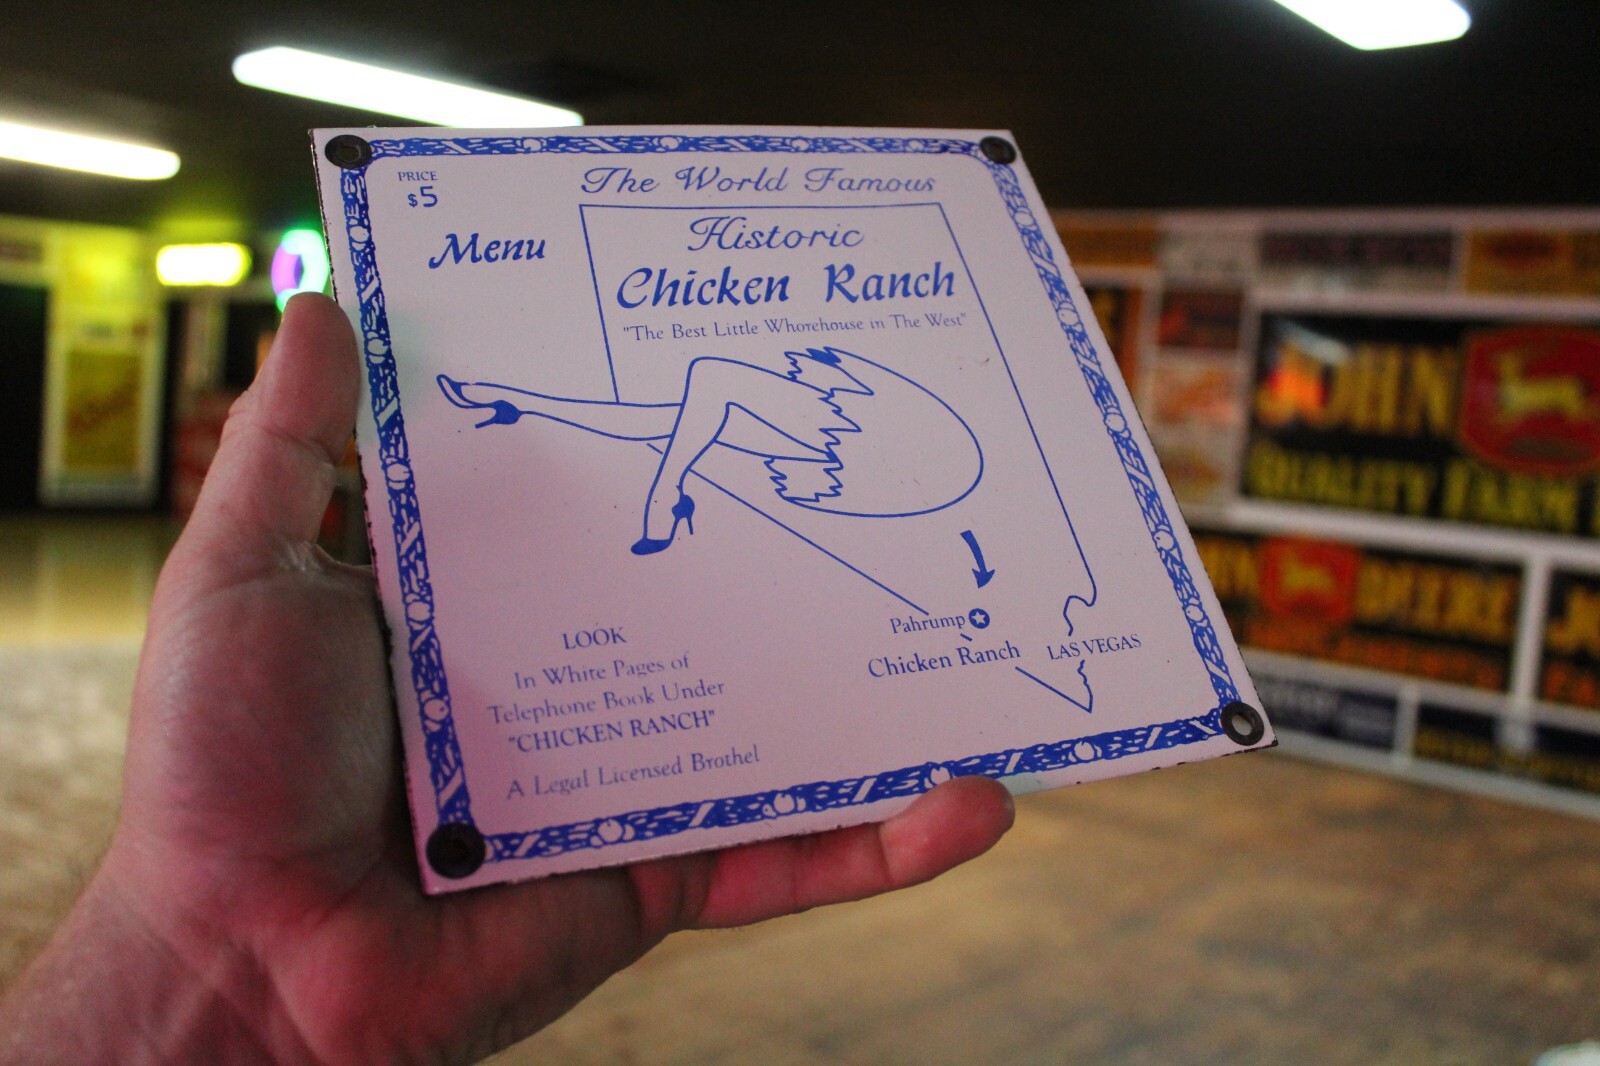 PRICE
$5
The World Famous
Menu
Historic
Chicken Ranch
"The Best Little Whorehouse in The West"
Pahrump
Chicken Ranch
LAS VEGAS
LOOK
In White Pages of
Telephone Book Under
"CHICKEN RANCH"
A Legal Licensed Brothel
JOHN
QUALITY FARM
DEERE